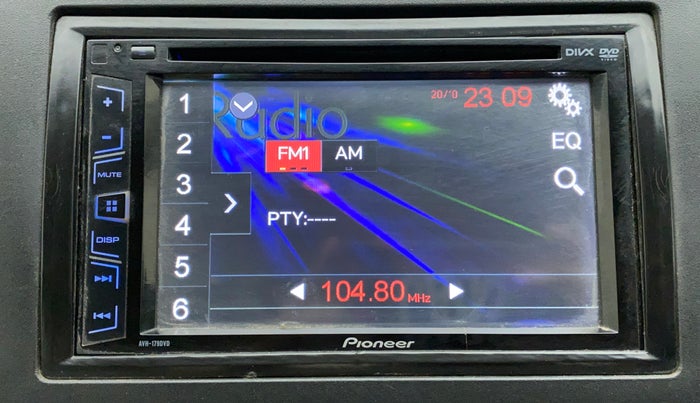 DIVX DVD VIDEO
1 Radio 20/10 23 09
2 FM1 AM EQ
MUTE
3
PTY:----
4
DISP
5
104.80 MHz
6
AVH-179DVD Pioneer